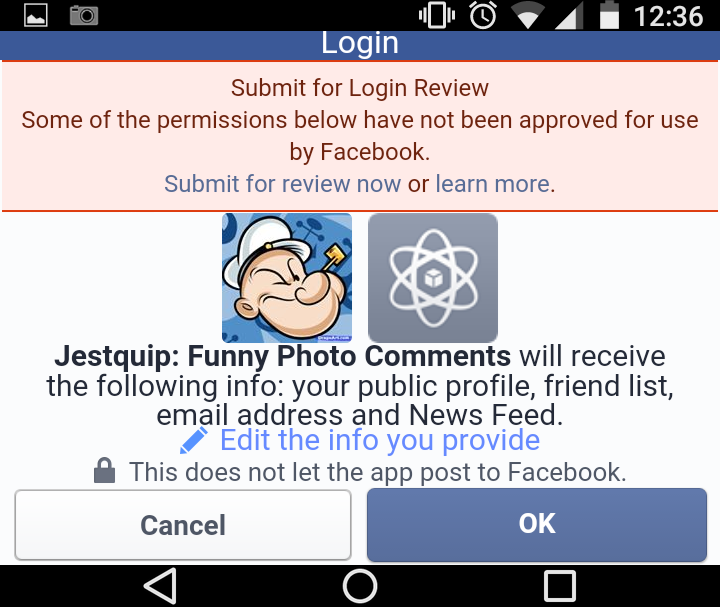 12:36
Login
Submit for Login Review
Some of the permissions below have not been approved for use
by Facebook.
Submit for review now or learn more.
Jestquip: Funny Photo Comments will receive
the following info: your public profile, friend list,
email address and News Feed.
Edit the info you provide
This does not let the app post to Facebook.
Cancel
OK